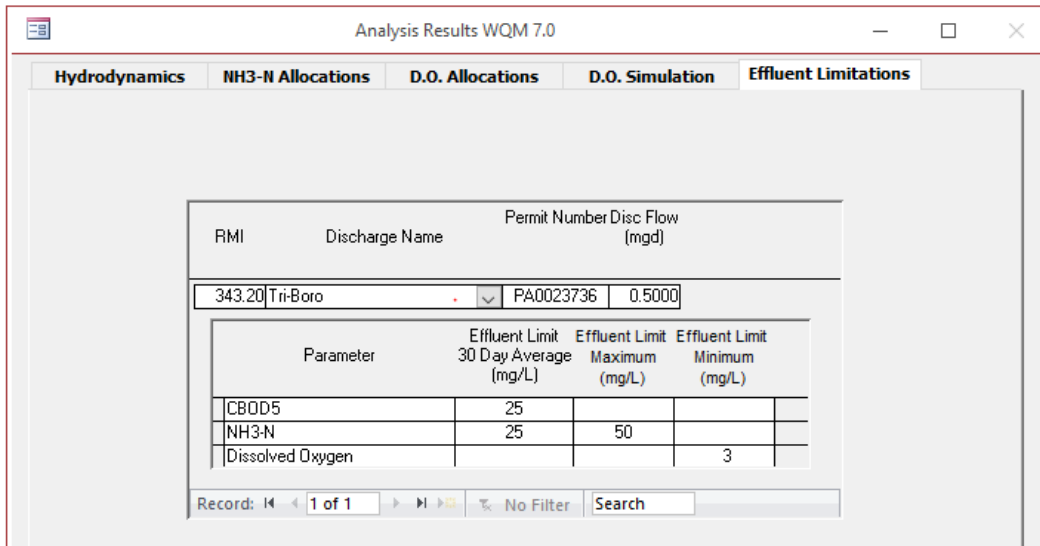 Analysis Results WQM 7.0
Hydrodynamics NH3-N Allocations D.O. Allocations D.O. Simulation Effluent Limitations
RMI Discharge Name Permit Number Disc Flow (mgd)
343.20 Tri-Boro PA0023736 0.5000
Parameter Effluent Limit 30 Day Average (mg/L) Effluent Limit Maximum (mg/L) Effluent Limit Minimum (mg/L)
CBOD5 25
NH3-N 25 50
Dissolved Oxygen 3
Record: 1 of 1 No Filter Search